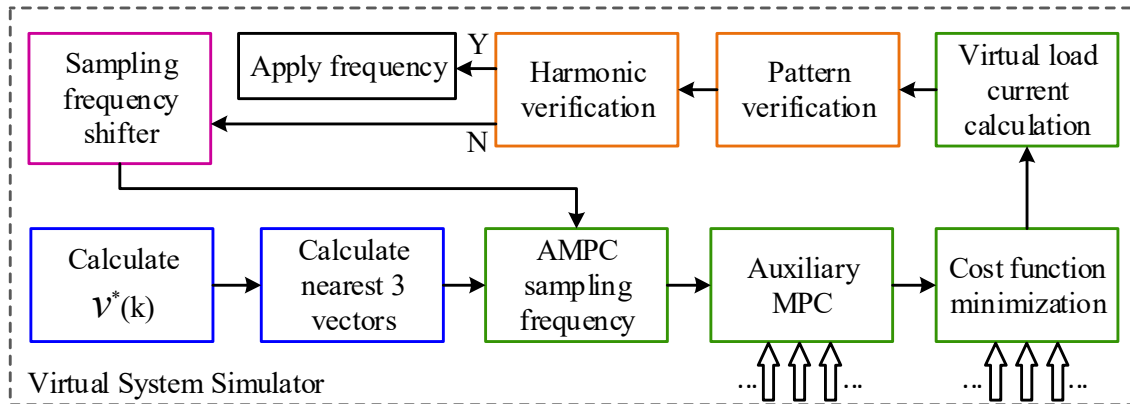 Sampling
frequency
shifter
Apply frequency
Y
N
Harmonic
verification
Pattern
verification
Virtual load
current
calculation
Calculate
v*(k)
Calculate
nearest 3
vectors
AMPC
sampling
frequency
Auxiliary
MPC
Cost function
minimization
Virtual System Simulator
... ...
... ...